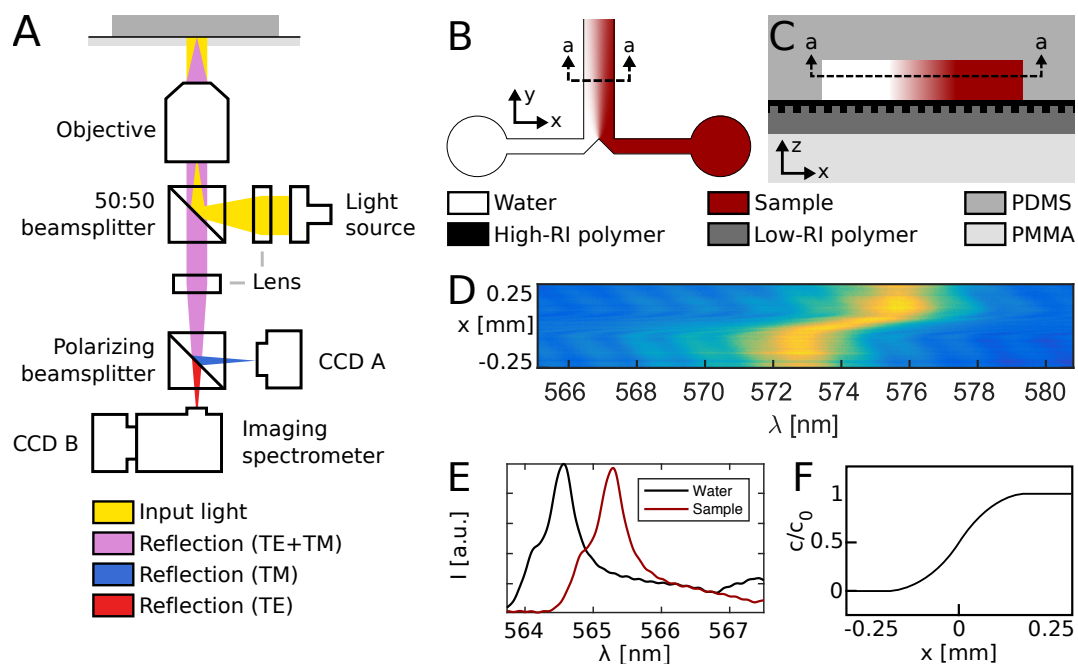 A
Objective
50:50
beamsplitter
Light
source
Lens
Polarizing
beamsplitter
CCD A
CCD B
Imaging
spectrometer
Input light
Reflection (TE+TM)
Reflection (TM)
Reflection (TE)
B
a
a
y
x
C
a
a
z
x
Water
Sample
PDMS
High-RI polymer
Low-RI polymer
PMMA
D
0.25
x [mm]
-0.25
566 568 570 572 574 576 578 580
λ [nm]
E
I [a.u.]
Water
Sample
564 565 566 567
λ [nm]
F
c/c0
1
0.5
0
-0.25 0 0.25
x [mm]